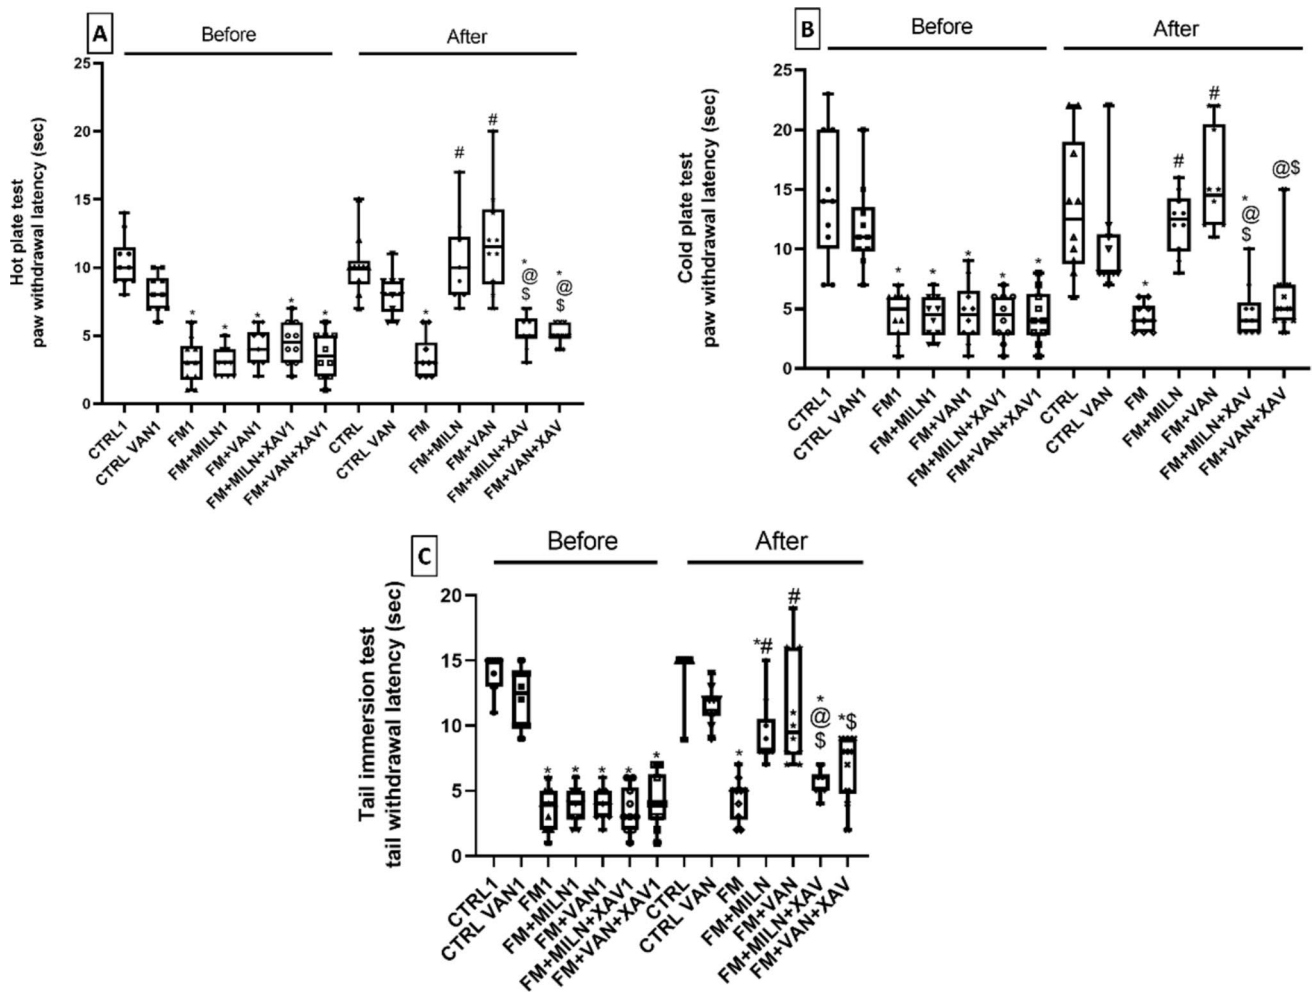 A
Before
After
Hot plate test
paw withdrawal latency (sec)
25
20
15
10
5
0
#
#
*
@
$
*
@
$
*
*
*
*
*
*
CTRL1
CTRL VAN1
FM1
FM+MILN1
FM+VAN1
FM+MILN+XAV1
FM+VAN+XAV1
CTRL
CTRL VAN
FM
FM+MILN
FM+VAN
FM+MILN+XAV
FM+VAN+XAV
B
Before
After
Cold plate test
paw withdrawal latency (sec)
25
20
15
10
5
0
#
#
@$
*
@
$
*
*
*
*
*
*
CTRL1
CTRL VAN1
FM1
FM+MILN1
FM+VAN1
FM+MILN+XAV1
FM+VAN+XAV1
CTRL
CTRL VAN
FM
FM+MILN
FM+VAN
FM+MILN+XAV
FM+VAN+XAV
C
Before
After
Tail immersion test
tail withdrawal latency (sec)
20
15
10
5
0
#
*#
*
@
$
*$
*
*
*
*
*
*
CTRL1
CTRL VAN1
FM1
FM+MILN1
FM+VAN1
FM+MILN+XAV1
FM+VAN+XAV1
CTRL
CTRL VAN
FM
FM+MILN
FM+VAN
FM+MILN+XAV
FM+VAN+XAV